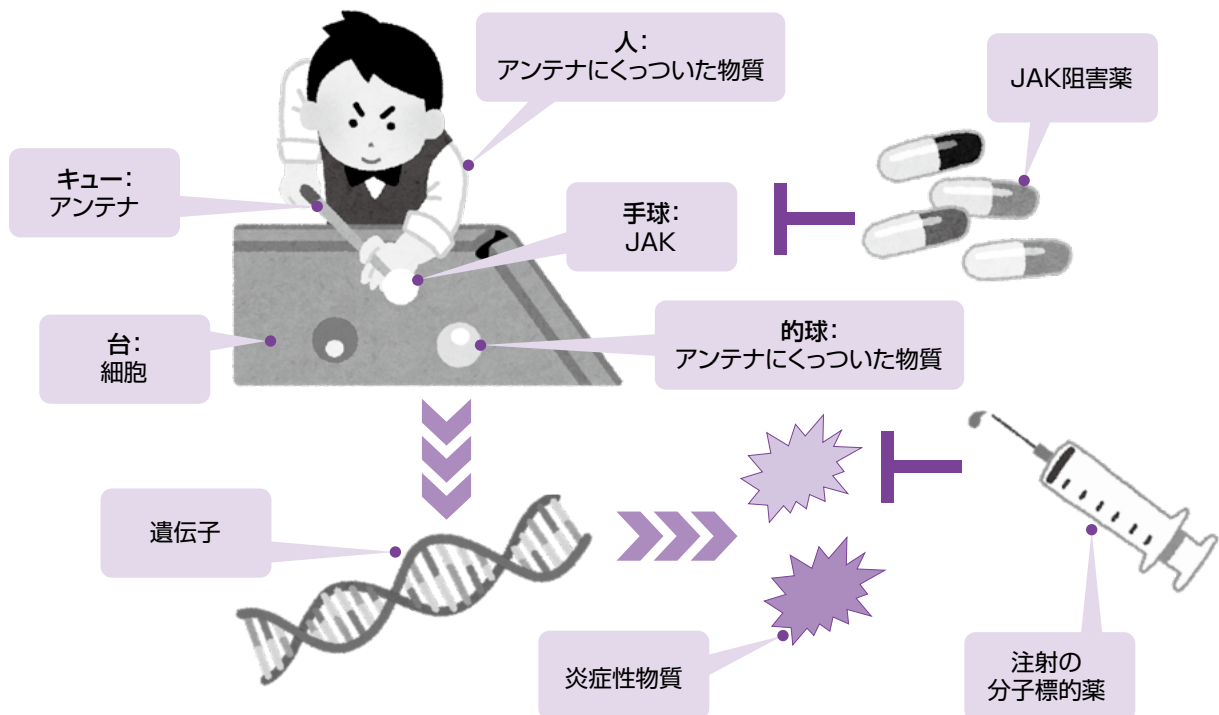 人：
アンテナにくっついた物質
JAK阻害薬
キュー：
アンテナ
手球：
JAK
台：
細胞
的球：
アンテナにくっついた物質
遺伝子
炎症性物質
注射の
分子標的薬